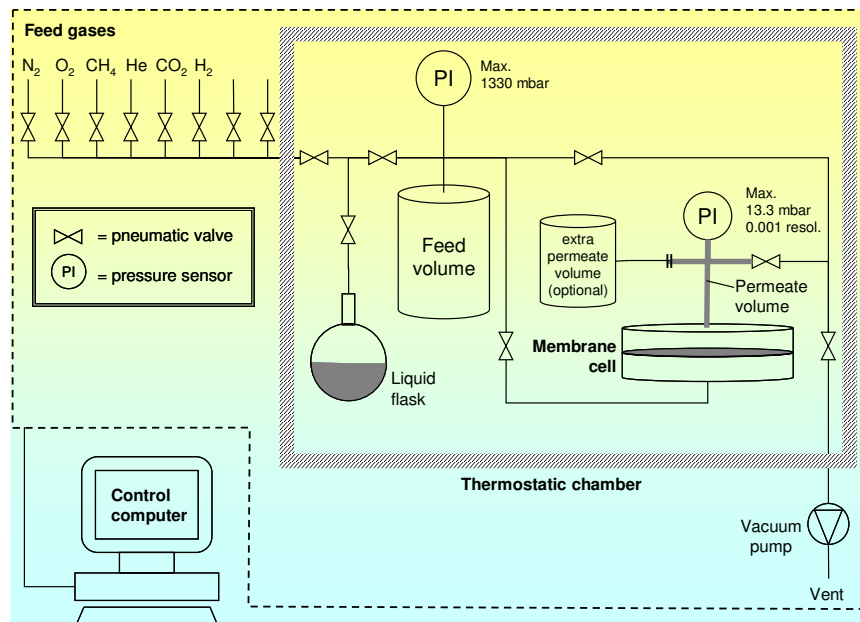 Feed gases
N₂ O₂ CH₄ He CO₂ H₂
PI
Max.
1330 mbar
= pneumatic valve
PI = pressure sensor
Feed
volume
extra
permeate
volume
(optional)
PI
Max.
13.3 mbar
0.001 resol.
Permeate
volume
Membrane
cell
Liquid
flask
Thermostatic chamber
Control
computer
Vacuum
pump
Vent